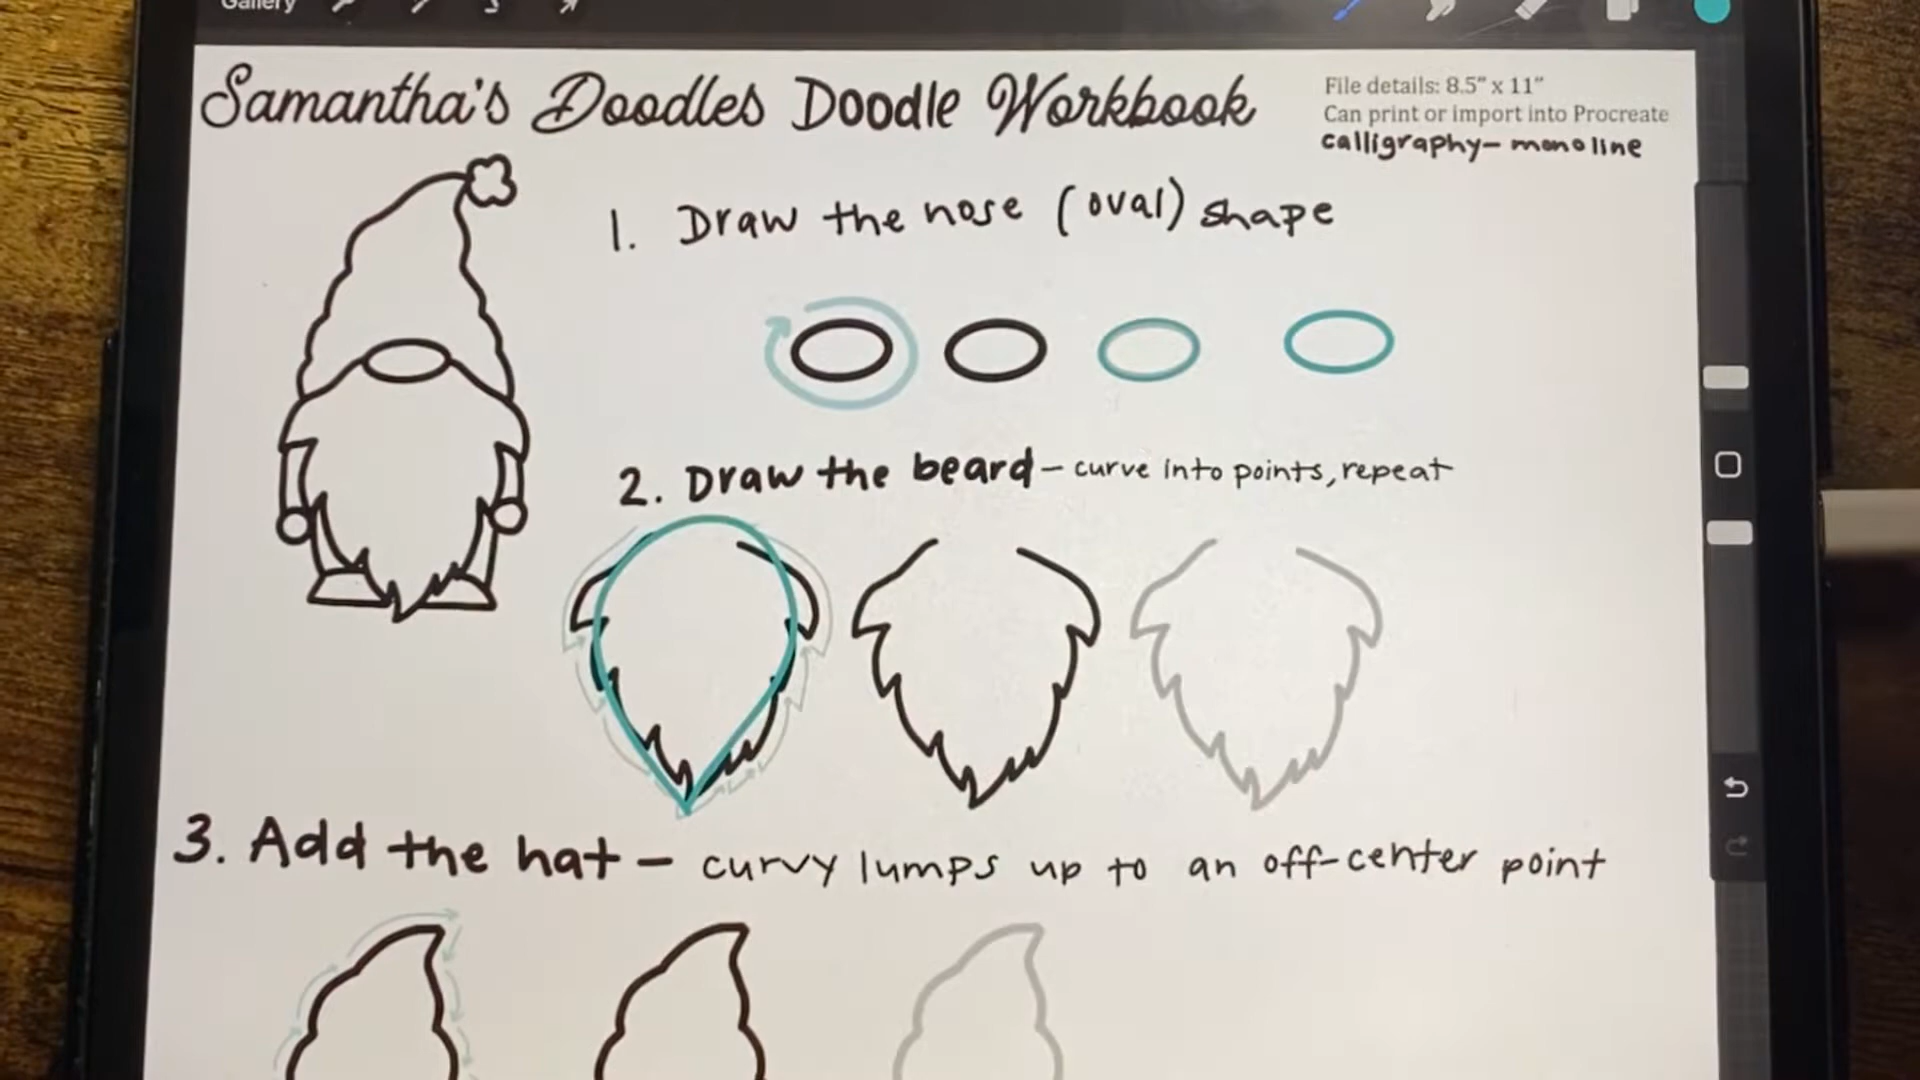 Gallery
Samantha's Doodles Doodle Workbook
File details: 8.5" x 11"
Can print or import into Procreate
calligraphy- monoline
1. Draw the nose (oval) shape
2. Draw the beard - curve into points, repeat
3. Add the hat - curvy lumps up to an off-center point